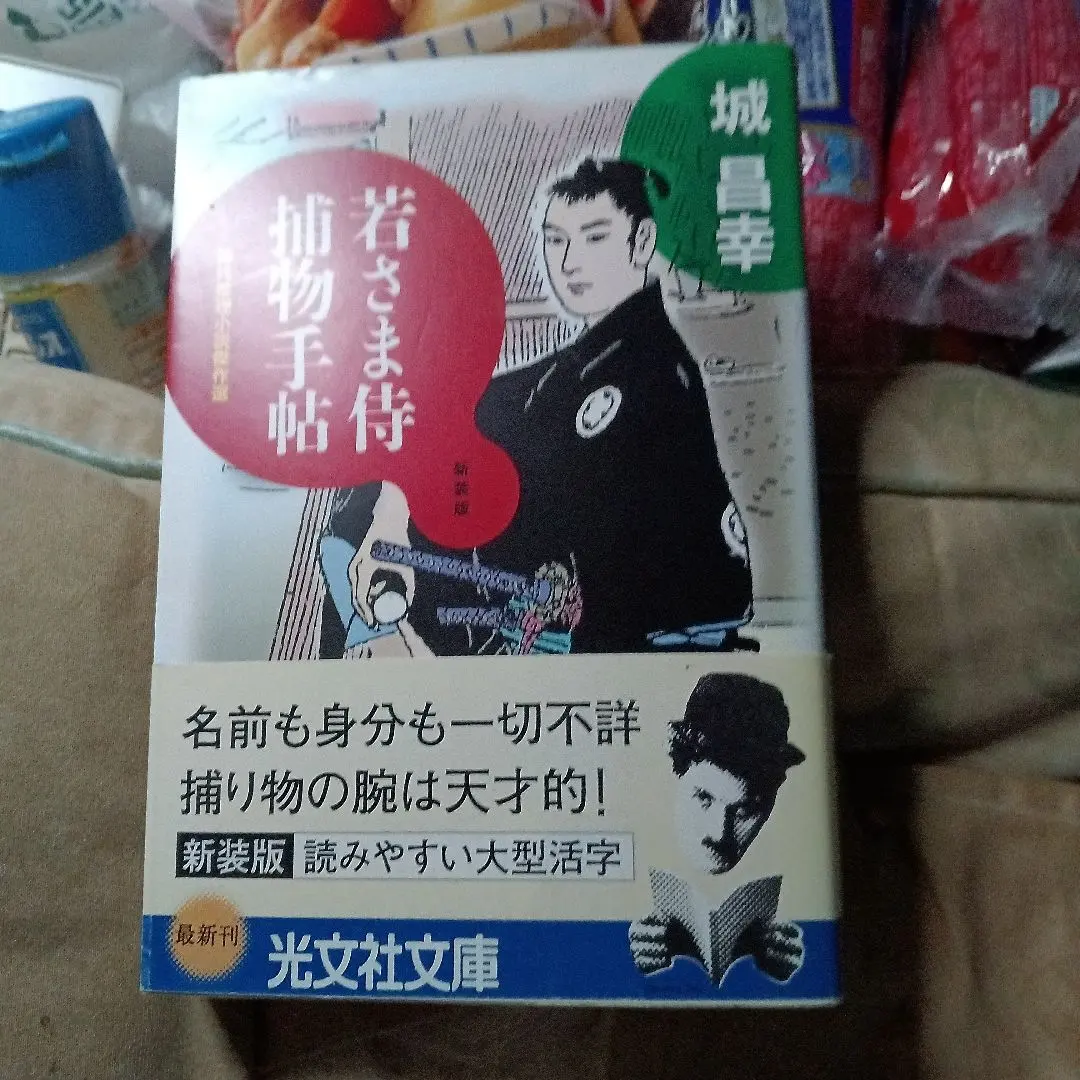 城 昌幸
若さま侍
捕物手帖
新装版
名前も身分も一切不詳
捕り物の腕は天才的!
新装版 読みやすい大型活字
最新刊
光文社文庫